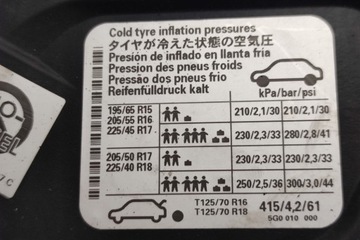 Cold tyre inflation pressures
タイヤが冷えた状態の空気圧
Presión de inflado en llanta fría
Pression des pneus froids
Pressão dos pneus frio
Reifenfülldruck kalt
kPa/bar/psi
195/65 R15
205/55 R16
225/45 R17
210/2,1/30 210/2,1/30
230/2,3/33 280/2,8/41
205/50 R17
225/40 R18
230/2,3/33 230/2,3/33
250/2,5/36 300/3,0/44
T125/70 R16
T125/70 R18
415/4,2/61
5G0 010 000